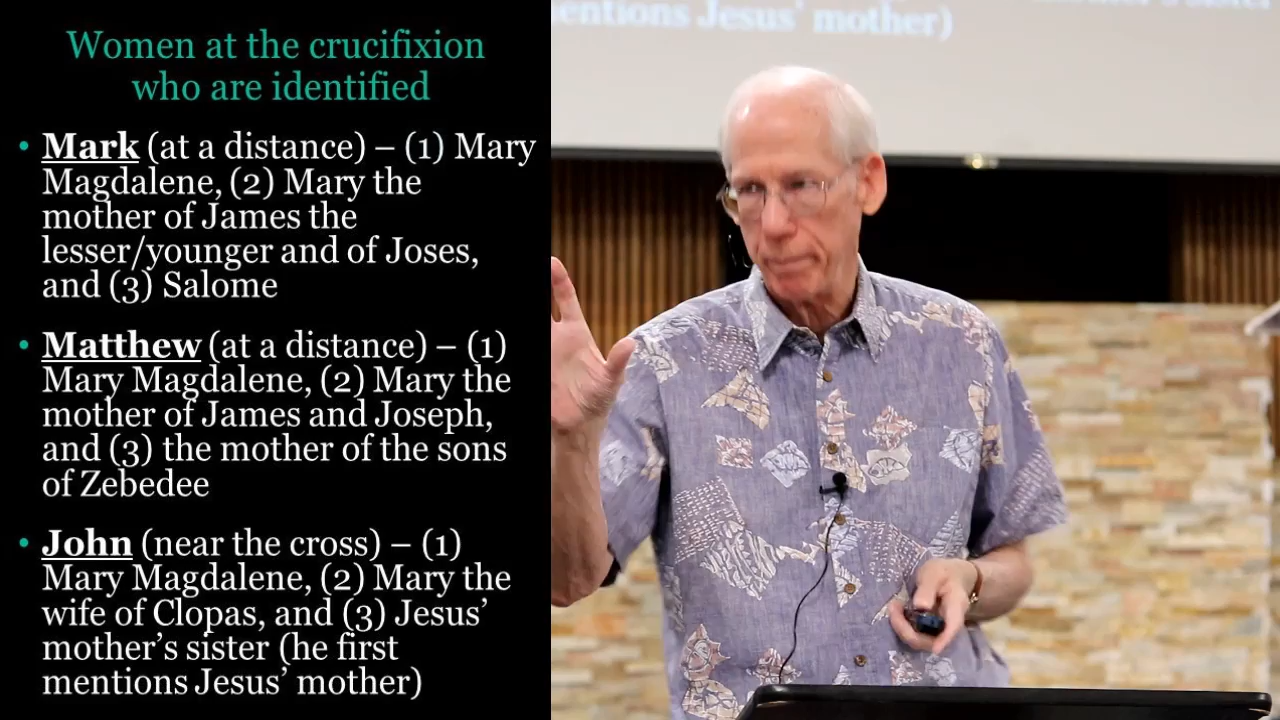 Women at the crucifixion
who are identified
• Mark (at a distance) – (1) Mary
Magdalene, (2) Mary the
mother of James the
lesser/younger and of Joses,
and (3) Salome
• Matthew (at a distance) – (1)
Mary Magdalene, (2) Mary the
mother of James and Joseph,
and (3) the mother of the sons
of Zebedee
• John (near the cross) – (1)
Mary Magdalene, (2) Mary the
wife of Clopas, and (3) Jesus’
mother’s sister (he first
mentions Jesus’ mother)
mentions Jesus’ mother)